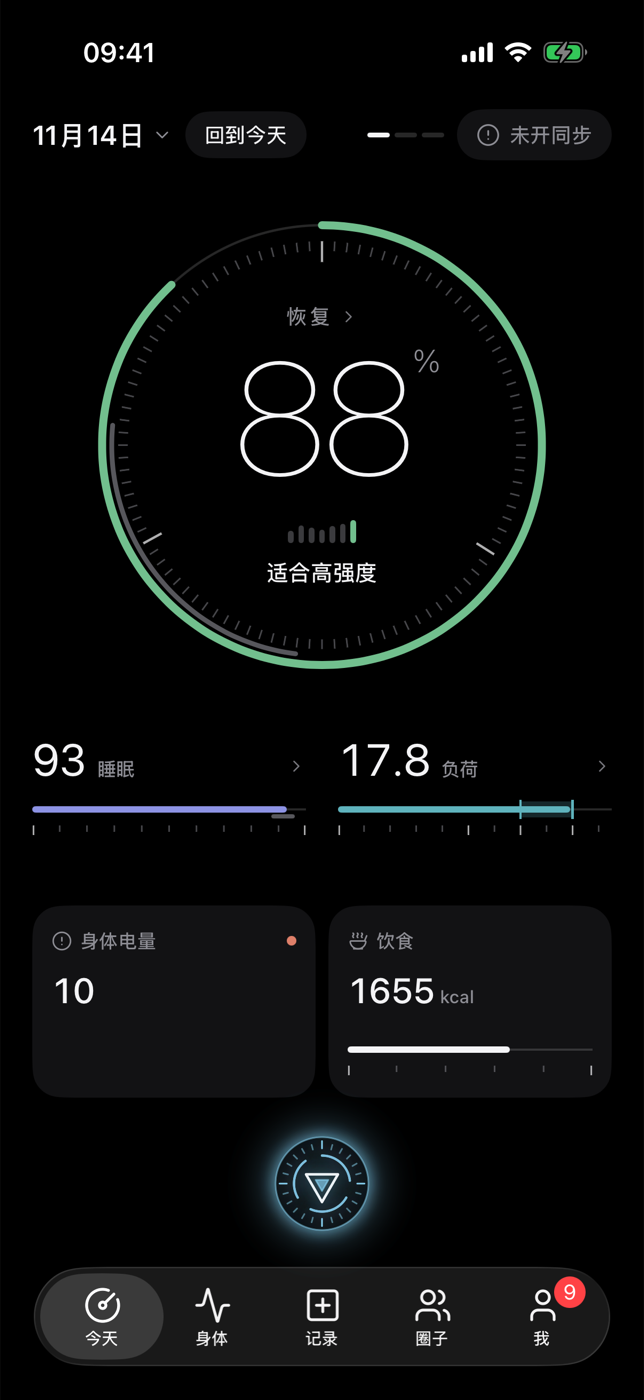 09:41
11月14日
回到今天
未开同步
恢复
88%
适合高强度
93 睡眠
17.8 负荷
身体电量
10
饮食
1655 kcal
今天
身体
记录
圈子
我
9